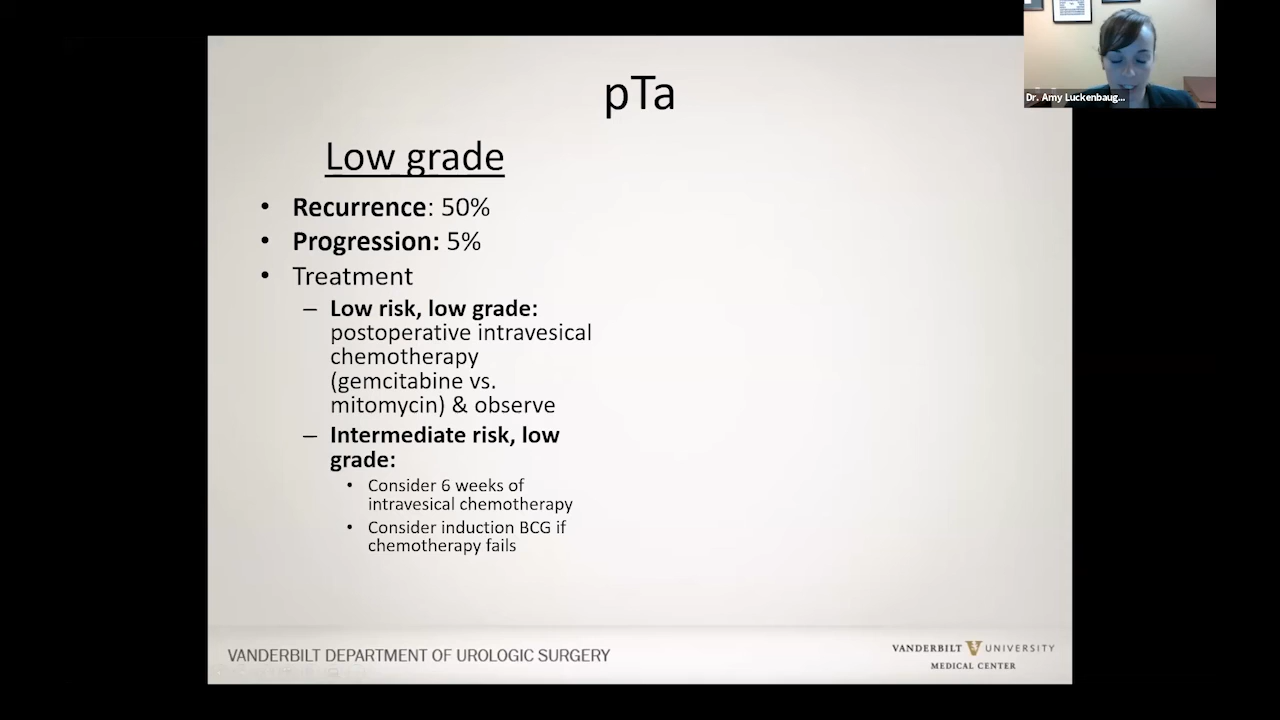 pTa
Low grade
• Recurrence: 50%
• Progression: 5%
• Treatment
– Low risk, low grade:
postoperative intravesical
chemotherapy
(gemcitabine vs.
mitomycin) & observe
– Intermediate risk, low
grade:
• Consider 6 weeks of
intravesical chemotherapy
• Consider induction BCG if
chemotherapy fails
VANDERBILT DEPARTMENT OF UROLOGIC SURGERY
VANDERBILT V UNIVERSITY
MEDICAL CENTER
Dr. Amy Luckenbaug...